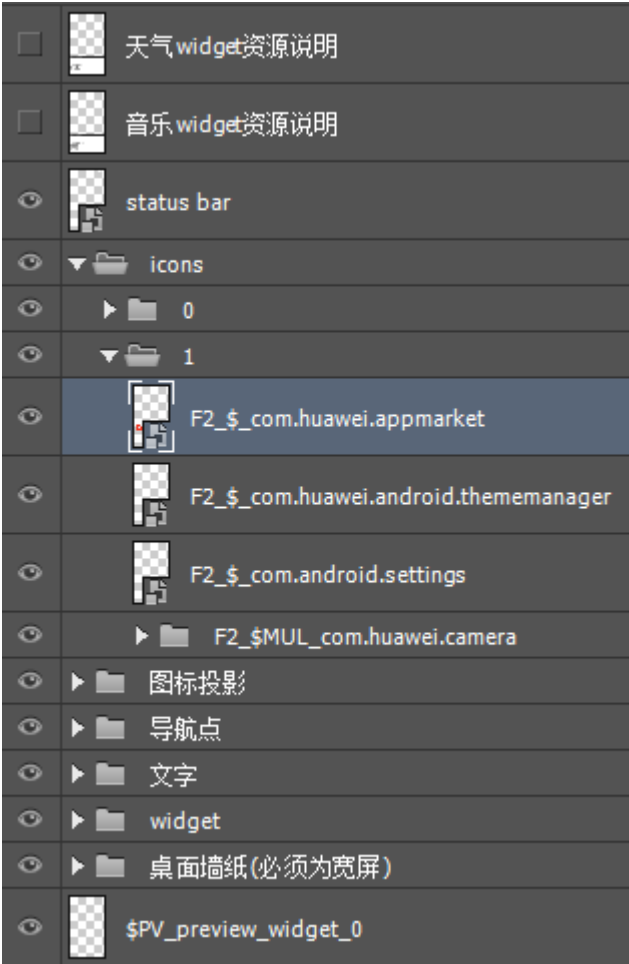 天气widget资源说明
音乐widget资源说明
status bar
icons
0
1
F2_$_com.huawei.appmarket
F2_$_com.huawei.android.thememanager
F2_$_com.android.settings
F2_$MUL_com.huawei.camera
图标投影
导航点
文字
widget
桌面墙纸(必须为宽屏)
$PV_preview_widget_0